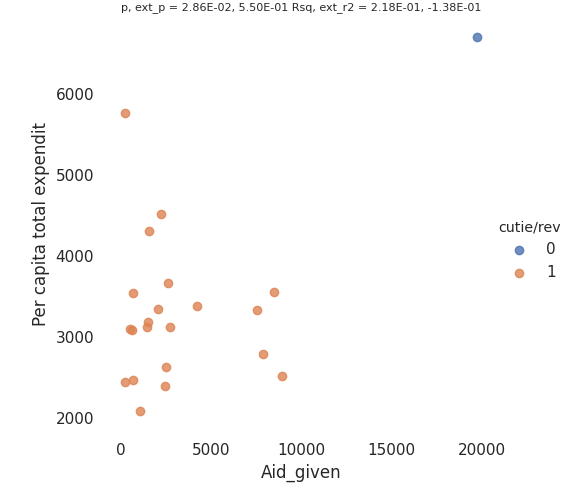 p, ext_p = 2.86E-02, 5.50E-01 Rsq, ext_r2 = 2.18E-01, -1.38E-01
6000
5000
4000
3000
2000
Per capita total expendit
cutie/rev
0
1
0 5000 10000 15000 20000
Aid_given